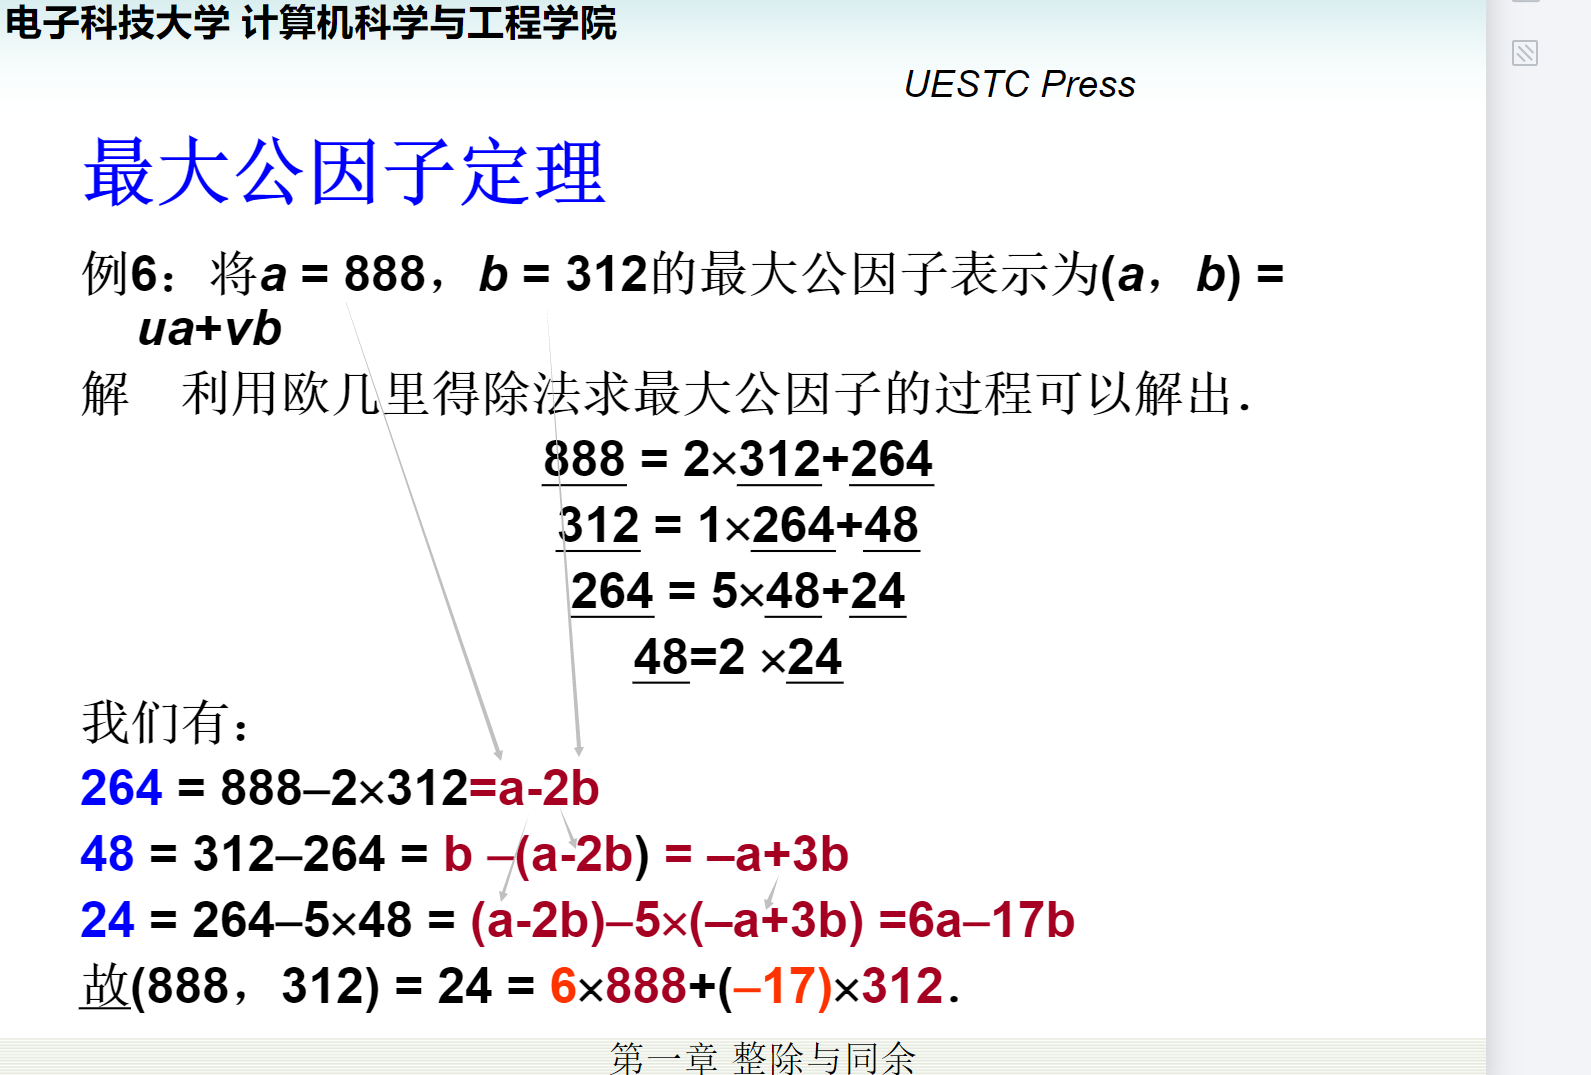 电子科技大学 计算机科学与工程学院
UESTC Press
最大公因子定理
例6：将a = 888，b = 312的最大公因子表示为(a，b) =
ua+vb
解　利用欧几里得除法求最大公因子的过程可以解出．
888 = 2×312+264
312 = 1×264+48
264 = 5×48+24
48=2 ×24
我们有：
264 = 888–2×312=a-2b
48 = 312–264 = b –(a-2b) = –a+3b
24 = 264–5×48 = (a-2b)–5×(–a+3b) =6a–17b
故(888，312) = 24 = 6×888+(–17)×312．
第一章 整除与同余